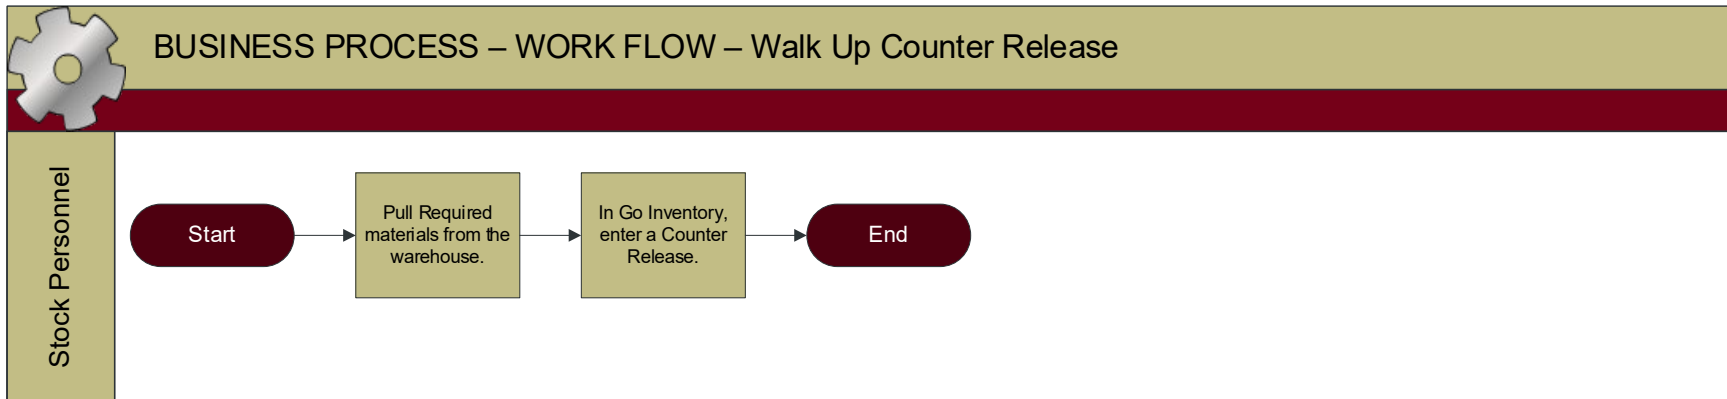 BUSINESS PROCESS – WORK FLOW – Walk Up Counter Release
Stock Personnel
Start
Pull Required
materials from the
warehouse.
In Go Inventory,
enter a Counter
Release.
End